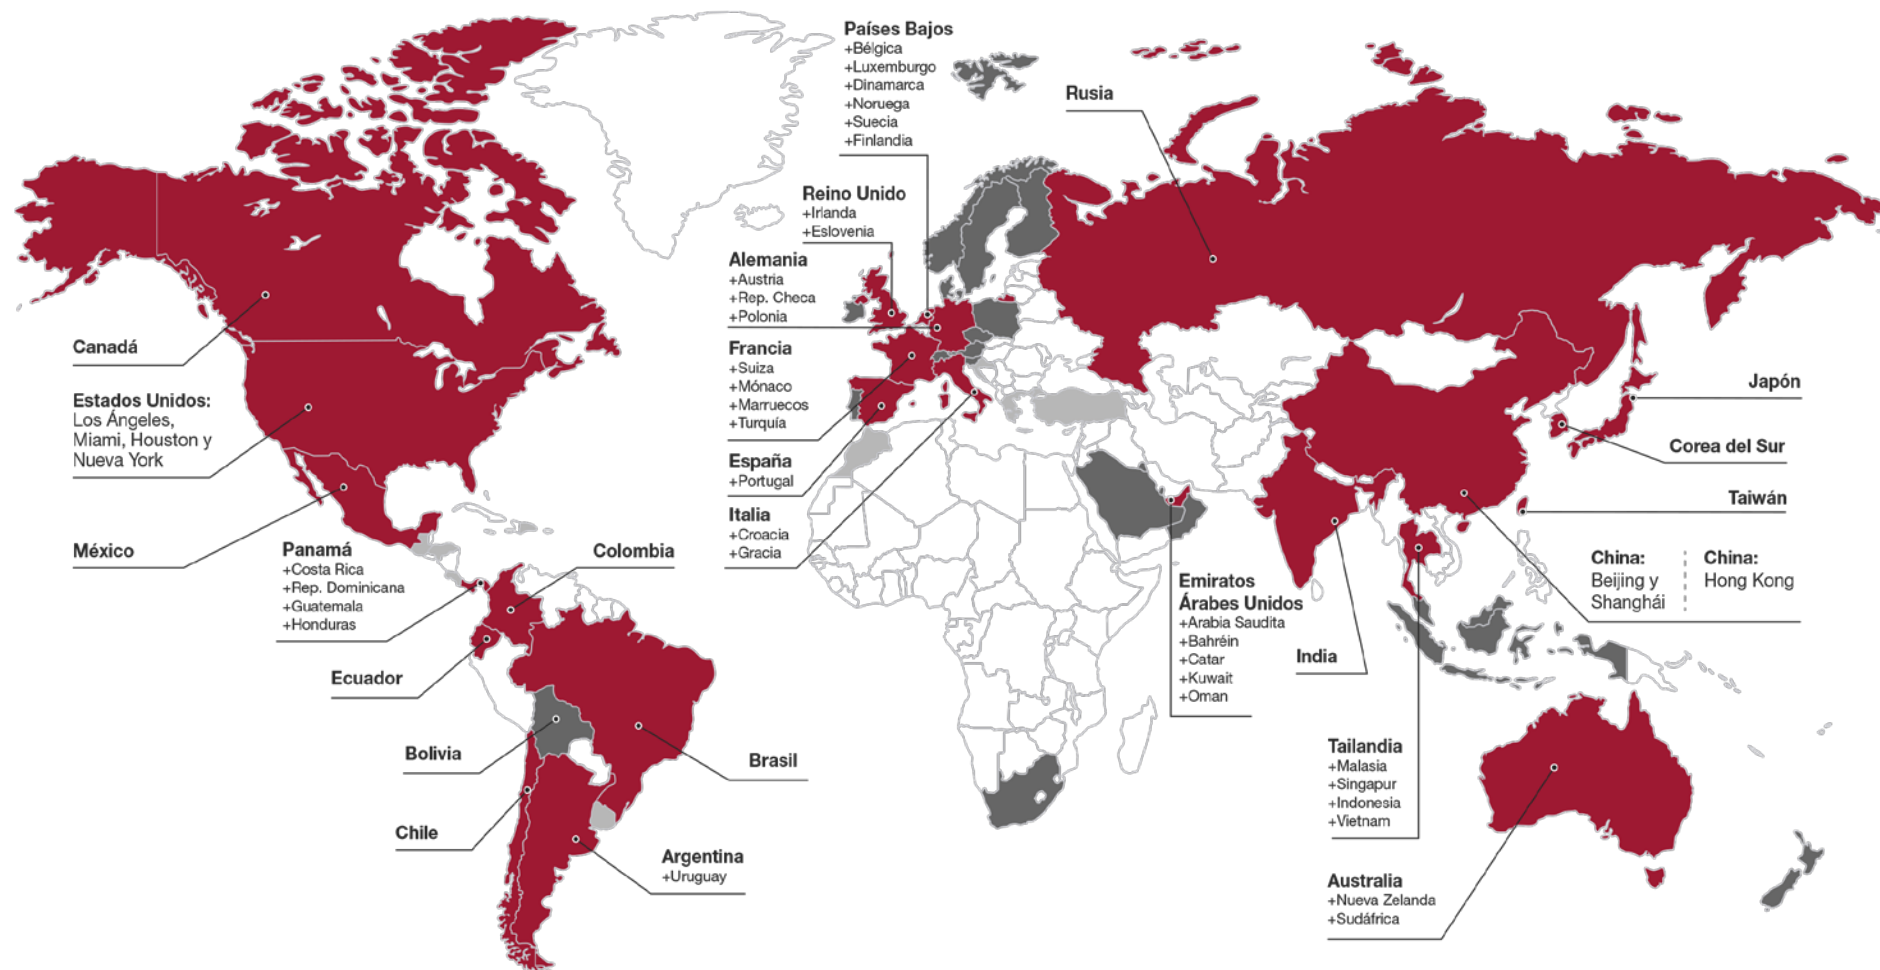 Países Bajos
+Bélgica
+Luxemburgo
+Dinamarca
+Noruega
+Suecia
+Finlandia
Rusia
Reino Unido
+Irlanda
+Eslovenia
Alemania
+Austria
+Rep. Checa
+Polonia
Canadá
Francia
+Suiza
+Mónaco
+Marruecos
+Turquía
Estados Unidos:
Los Ángeles,
Miami, Houston y
Nueva York
España
+Portugal
Italia
+Croacia
+Gracia
Japón
Corea del Sur
Taiwán
China:
Beijing y
Shanghái
China:
Hong Kong
México
Panamá
+Costa Rica
+Rep. Dominicana
+Guatemala
+Honduras
Colombia
Emiratos
Árabes Unidos
+Arabia Saudita
+Bahréin
+Catar
+Kuwait
+Oman
India
Ecuador
Bolivia
Brasil
Tailandia
+Malasia
+Singapur
+Indonesia
+Vietnam
Chile
Argentina
+Uruguay
Australia
+Nueva Zelanda
+Sudáfrica